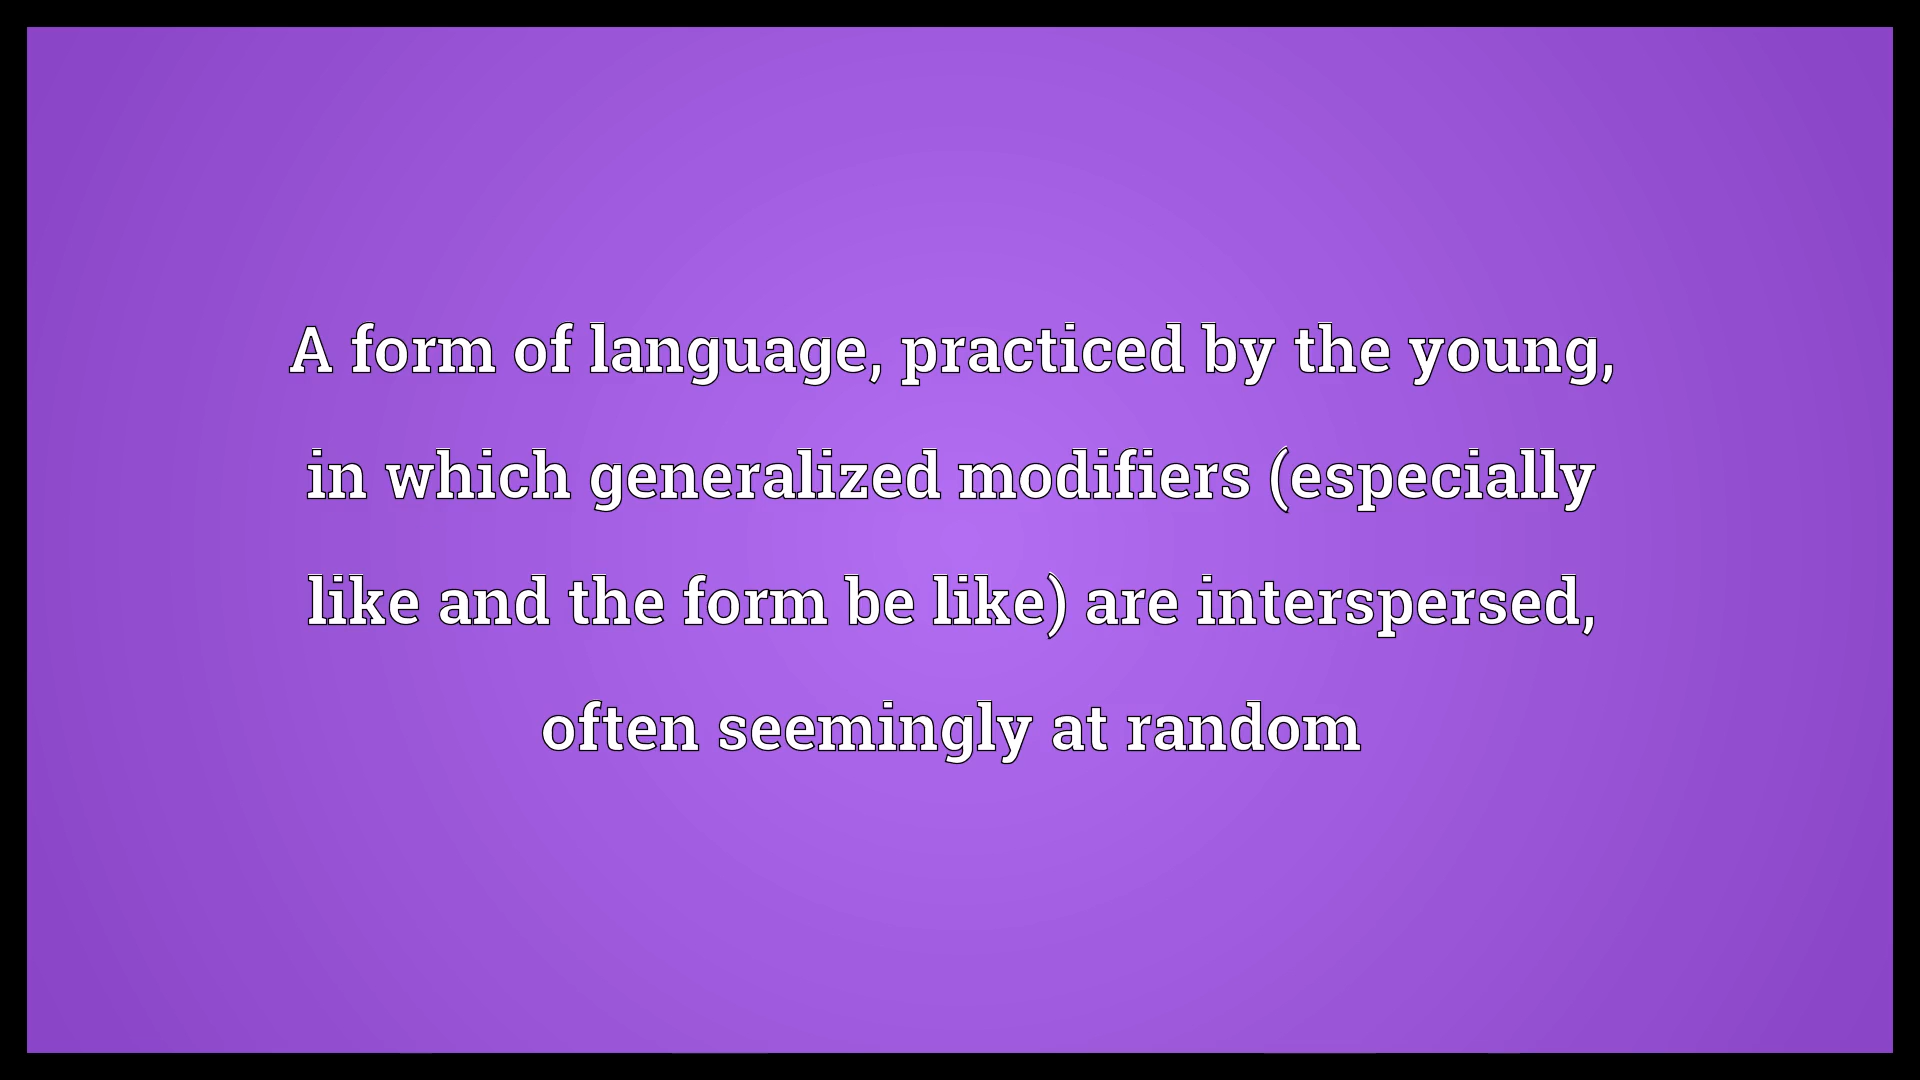 A form of language, practiced by the young,
in which generalized modifiers (especially
like and the form be like) are interspersed,
often seemingly at random